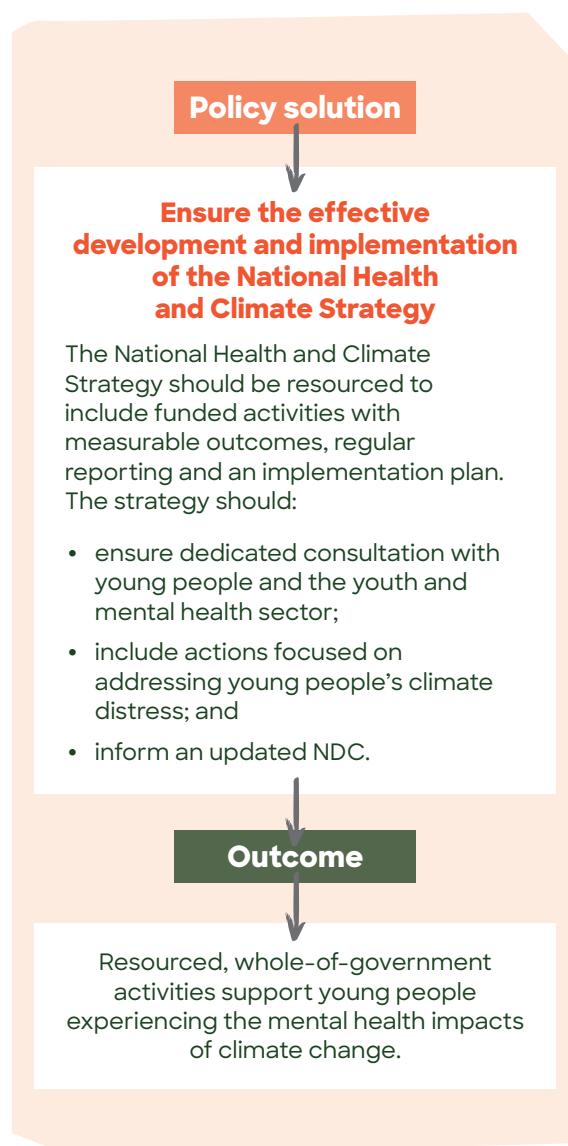 Policy solution
Ensure the effective
development and implementation
of the National Health
and Climate Strategy
The National Health and Climate
Strategy should be resourced to
include funded activities with
measurable outcomes, regular
reporting and an implementation plan.
The strategy should:
• ensure dedicated consultation with
young people and the youth and
mental health sector;
• include actions focused on
addressing young people's climate
distress; and
• inform an updated NDC.
Outcome
Resourced, whole-of-government
activities support young people
experiencing the mental health impacts
of climate change.